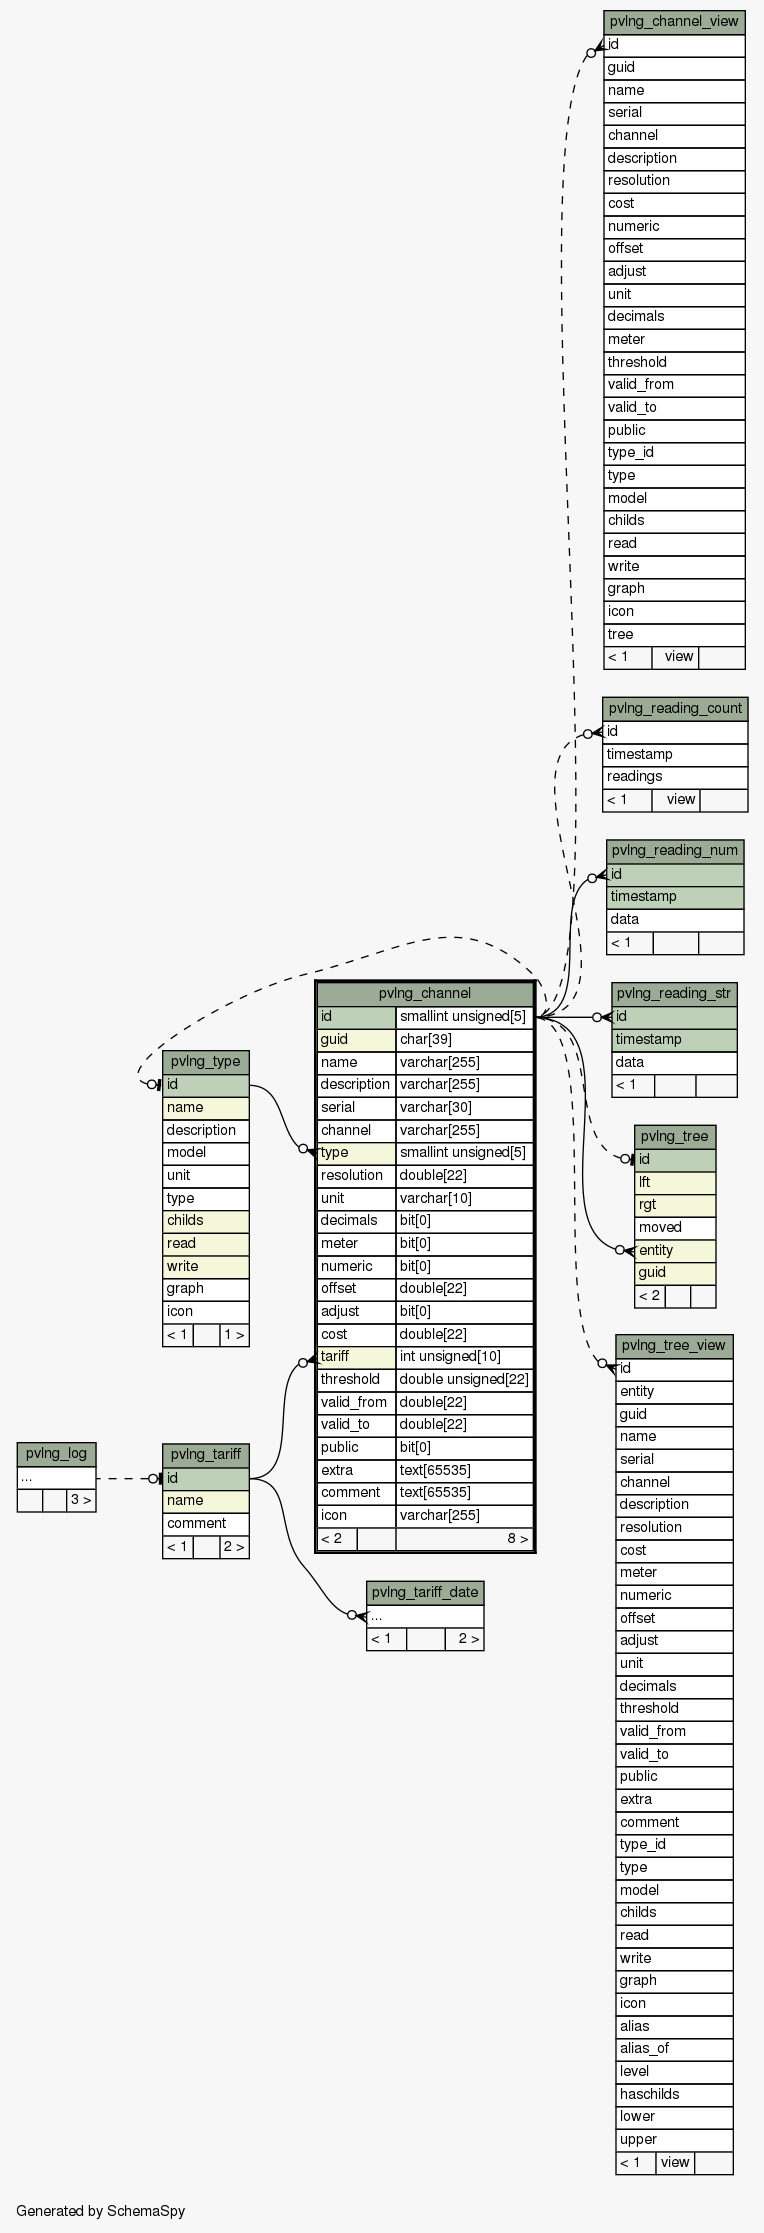 pvlng_channel_view
id
guid
name
serial
channel
description
resolution
cost
numeric
offset
adjust
unit
decimals
meter
threshold
valid_from
valid_to
public
type_id
type
model
childs
read
write
graph
icon
tree
< 1 view
pvlng_reading_count
id
timestamp
readings
< 1 view
pvlng_reading_num
id
timestamp
data
< 1
pvlng_reading_str
id
timestamp
data
< 1
pvlng_tree
id
lft
rgt
moved
entity
guid
< 2
pvlng_channel
id smallint unsigned[5]
guid char[39]
name varchar[255]
description varchar[255]
serial varchar[30]
channel varchar[255]
type smallint unsigned[5]
resolution double[22]
unit varchar[10]
decimals bit[0]
meter bit[0]
numeric bit[0]
offset double[22]
adjust bit[0]
cost double[22]
tariff int unsigned[10]
threshold double unsigned[22]
valid_from double[22]
valid_to double[22]
public bit[0]
extra text[65535]
comment text[65535]
icon varchar[255]
< 2 8 >
pvlng_type
id
name
description
model
unit
type
childs
read
write
graph
icon
< 1 1 >
pvlng_log
...
3 >
pvlng_tariff
id
name
comment
< 1 2 >
pvlng_tariff_date
...
< 1 2 >
pvlng_tree_view
id
entity
guid
name
serial
channel
description
resolution
cost
meter
numeric
offset
adjust
unit
decimals
threshold
valid_from
valid_to
public
extra
comment
type_id
type
model
childs
read
write
graph
icon
alias
alias_of
level
haschilds
lower
upper
< 1 view
Generated by SchemaSpy